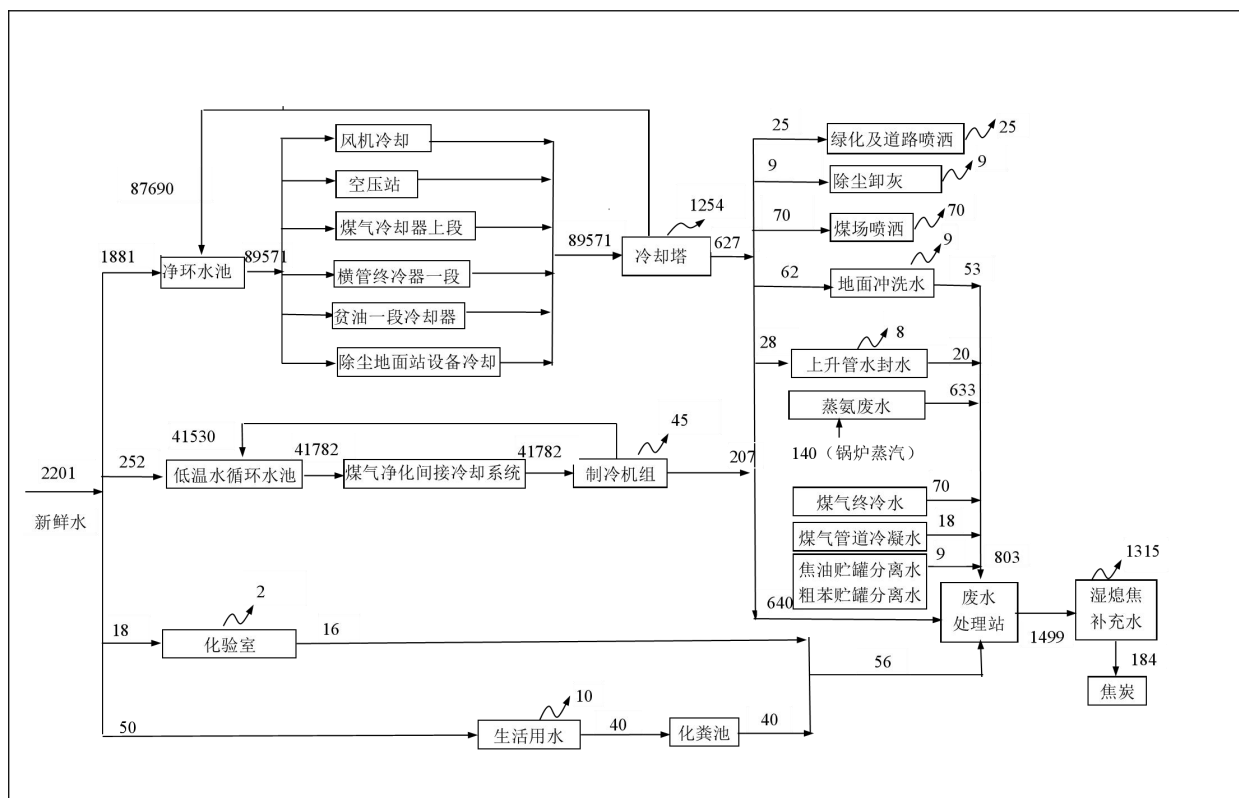 25
绿化及道路喷洒
25
风机冷却
9
除尘卸灰
9
87690
空压站
1254
70
煤场喷洒
70
煤气冷却器上段
89571
冷却塔
627
9
1881
净环水池
89571
横管终冷器一段
62
地面冲洗水
53
贫油一段冷却器
8
28
上升管水封水
20
除尘地面站设备冷却
633
蒸氨废水
41530
45
140（锅炉蒸汽）
2201
252
低温水循环水池
41782
煤气净化间接冷却系统
41782
制冷机组
207
新鲜水
煤气终冷水
70
煤气管道冷凝水
18
焦油贮罐分离水
粗苯贮罐分离水
9
803
1315
2
640
废水
处理站
湿熄焦
补充水
18
化验室
16
1499
56
184
焦炭
10
50
生活用水
40
化粪池
40